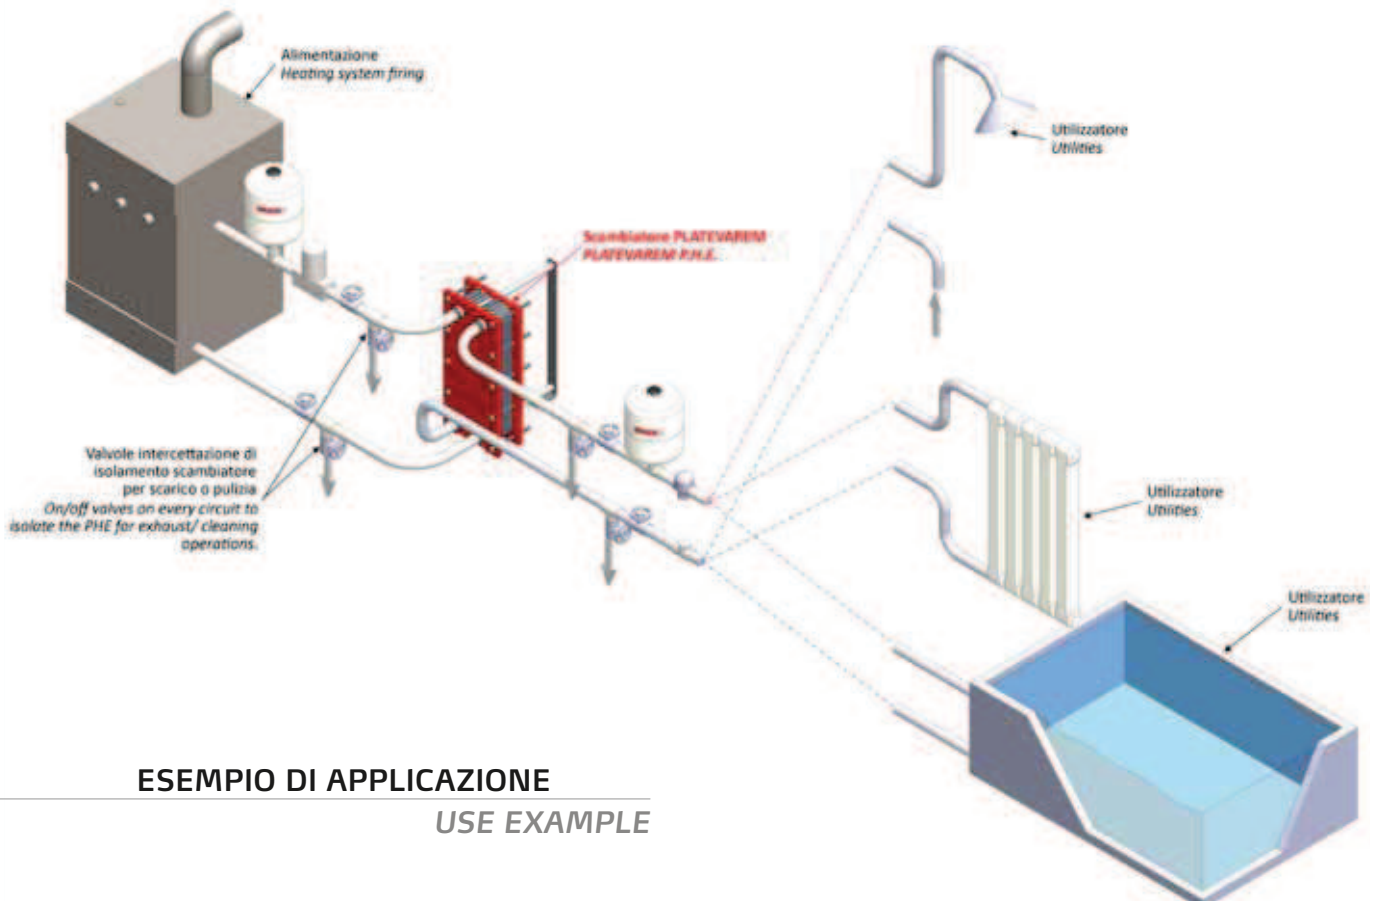 Alimentazione
Heating system firing
Utilizzatore
Utilities
Scambiatore PLATEVAREM
PLATEVAREM P.H.E.
Valvole intercettazione di
isolamento scambiatore
per scarico o pulizia
On/off valves on every circuit to
isolate the PHE for exhaust/ cleaning
operations.
Utilizzatore
Utilities
Utilizzatore
Utilities
ESEMPIO DI APPLICAZIONE
USE EXAMPLE